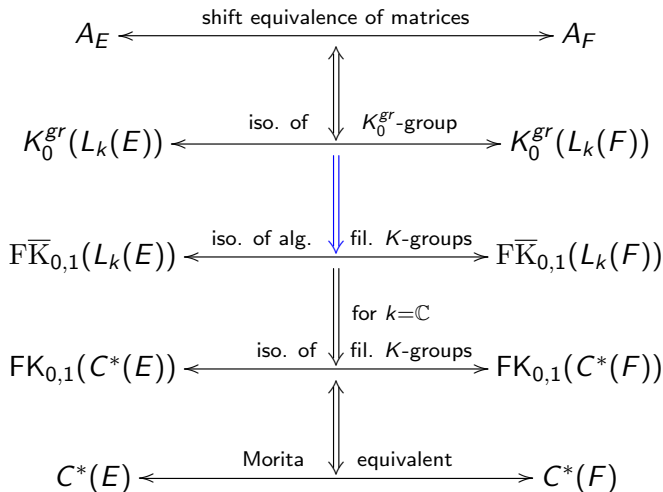 shift equivalence of matrices
A_E A_F
iso. of K_0^{gr}-group
K_0^{gr}(L_k(E)) K_0^{gr}(L_k(F))
iso. of alg. fil. K-groups
FK̅_{0,1}(L_k(E)) FK̅_{0,1}(L_k(F))
for k=ℂ
iso. of fil. K-groups
FK_{0,1}(C*(E)) FK_{0,1}(C*(F))
Morita equivalent
C*(E) C*(F)